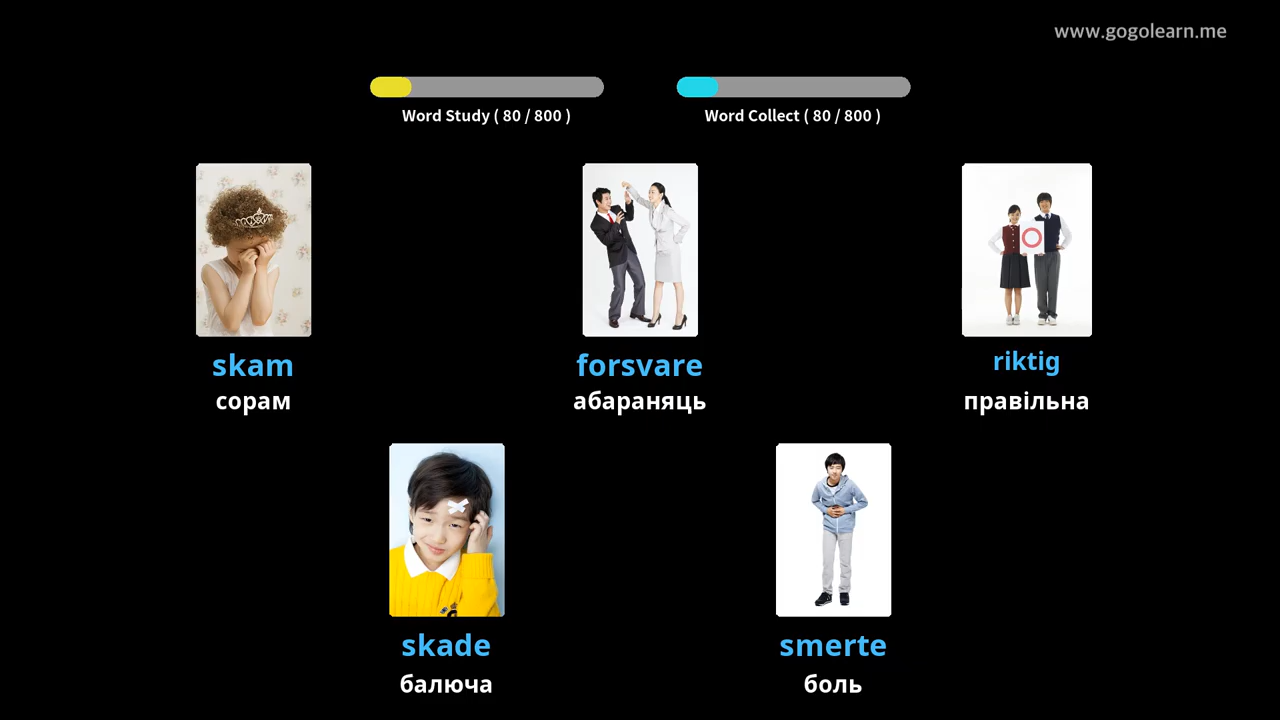 www.gogolearn.me
Word Study ( 80 / 800 )
Word Collect ( 80 / 800 )
skam
сорам
forsvare
абараняць
riktig
правільна
skade
балюча
smerte
боль